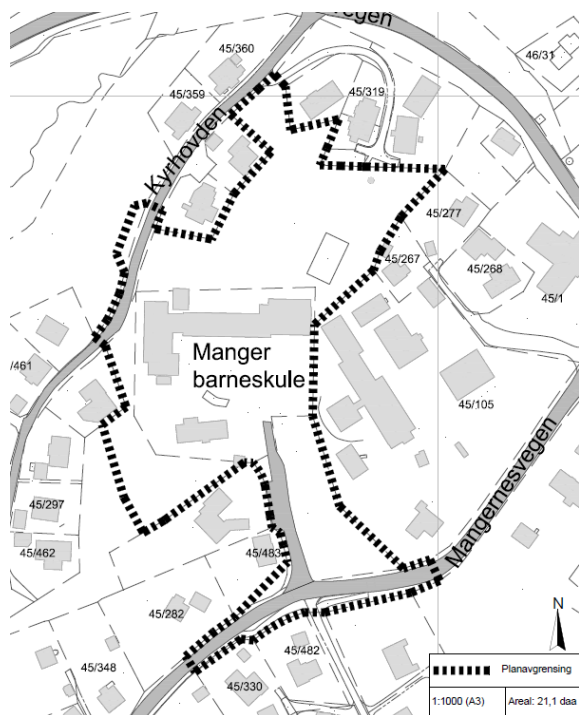 vegen
45/360
46/31
45/359
45/319
Kyrhovden
45/277
45/267
45/268
45/1
Manger
barneskule
/461
45/105
45/297
Mangernesvegen
45/462
45/483
45/282
45/482
45/348
45/330
N
Planavgrensing
1:1000 (A3)
Areal: 21,1 daa